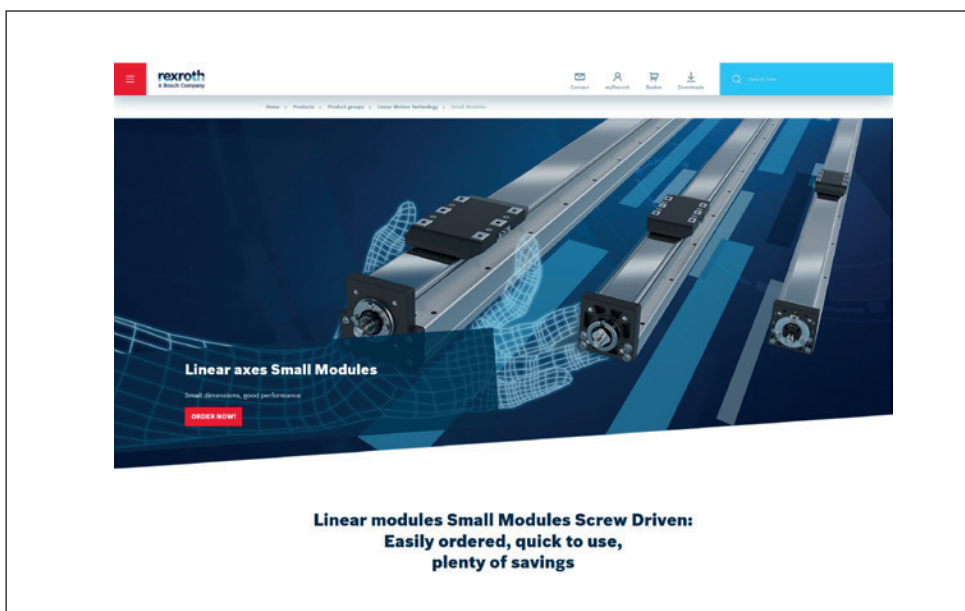 rexroth
A Bosch Company
Contact
myRexroth
Basket
Downloads
Home > Products > Product groups > Linear Motion Technology > Small Modules
Linear axes Small Modules
Small dimensions, good performance
ORDER NOW!
Linear modules Small Modules Screw Driven:
Easily ordered, quick to use,
plenty of savings